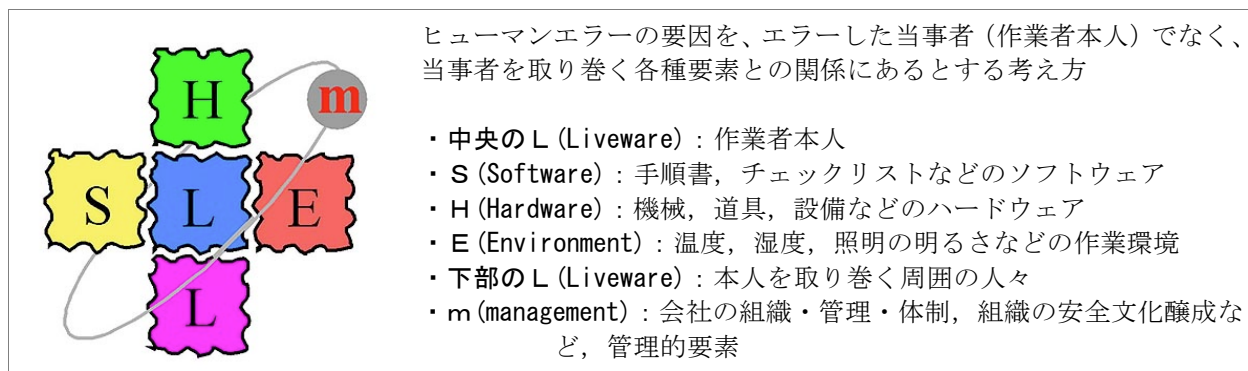 H
m
S
L
E
L
ヒューマンエラーの要因を、エラーした当事者（作業者本人）でなく、
当事者を取り巻く各種要素との関係にあるとする考え方
・中央のＬ(Liveware)：作業者本人
・Ｓ(Software)：手順書，チェックリストなどのソフトウェア
・Ｈ(Hardware)：機械，道具，設備などのハードウェア
・Ｅ(Environment)：温度，湿度，照明の明るさなどの作業環境
・下部のＬ(Liveware)：本人を取り巻く周囲の人々
・ｍ(management)：会社の組織・管理・体制，組織の安全文化醸成な
ど，管理的要素